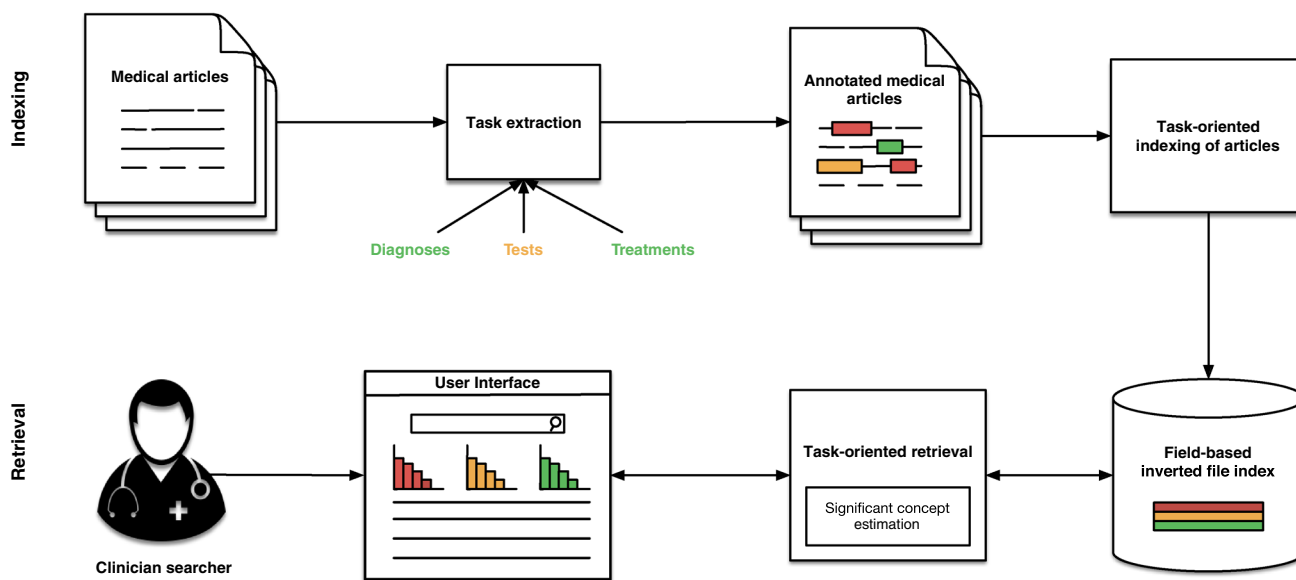 Indexing
Medical articles
Task extraction
Diagnoses
Tests
Treatments
Annotated medical
articles
Task-oriented
indexing of articles
Retrieval
Clinician searcher
User Interface
Task-oriented retrieval
Significant concept
estimation
Field-based
inverted file index